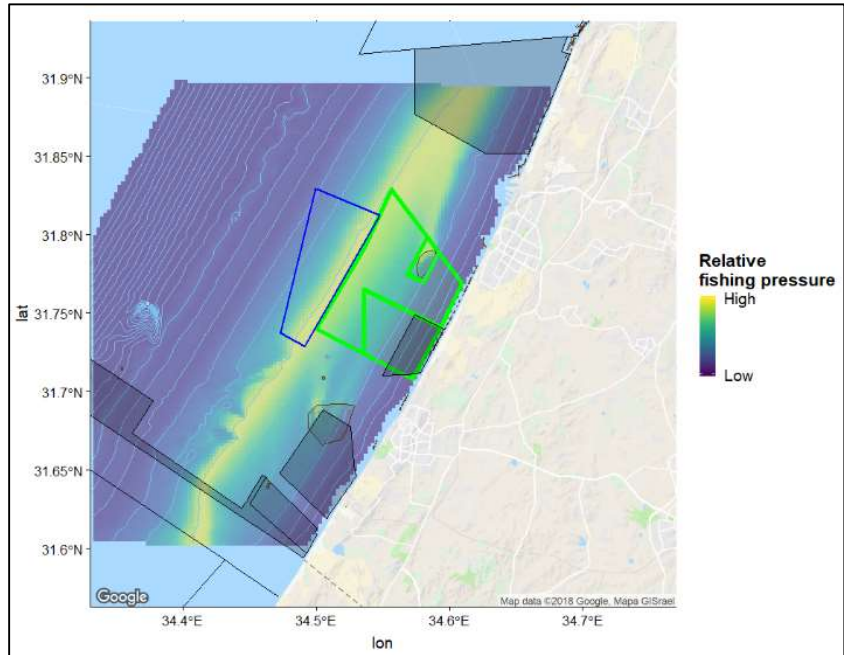 31.9°N
31.85°N
31.8°N
31.75°N
31.7°N
31.65°N
31.6°N
lat
34.4°E
34.5°E
34.6°E
34.7°E
lon
Google
Map data ©2018 Google, Mapa GISrael
Relative
fishing pressure
High
Low